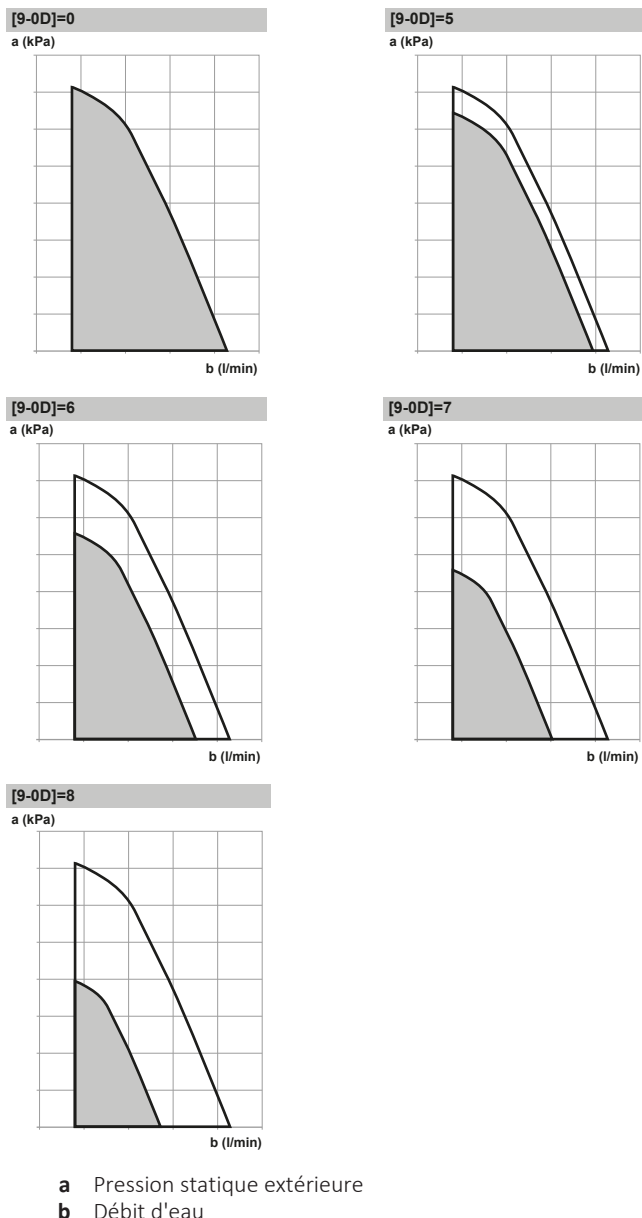 [9-0D]=0
a (kPa)
b (l/min)
[9-0D]=5
a (kPa)
b (l/min)
[9-0D]=6
a (kPa)
b (l/min)
[9-0D]=7
a (kPa)
b (l/min)
[9-0D]=8
a (kPa)
b (l/min)
a Pression statique extérieure
b Débit d'eau